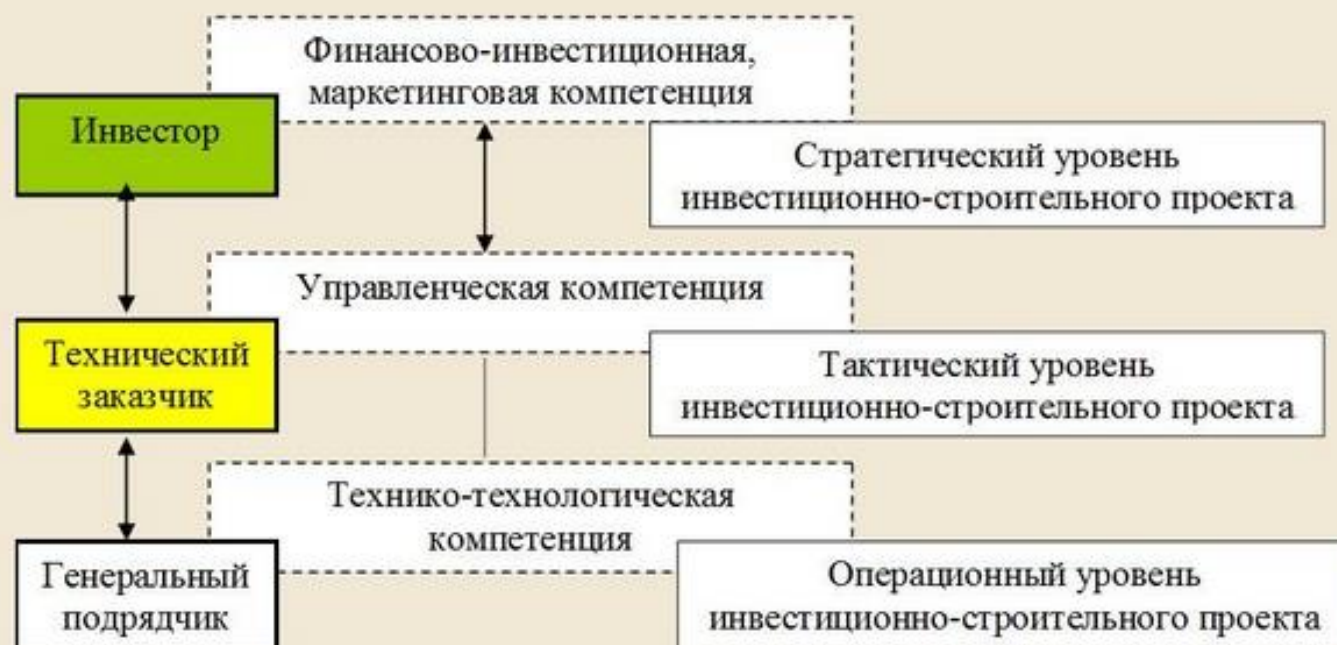 Финансово-инвестиционная,
маркетинговая компетенция
Инвестор
Стратегический уровень
инвестиционно-строительного проекта
Управленческая компетенция
Технический
заказчик
Тактический уровень
инвестиционно-строительного проекта
Технико-технологическая
компетенция
Генеральный
подрядчик
Операционный уровень
инвестиционно-строительного проекта